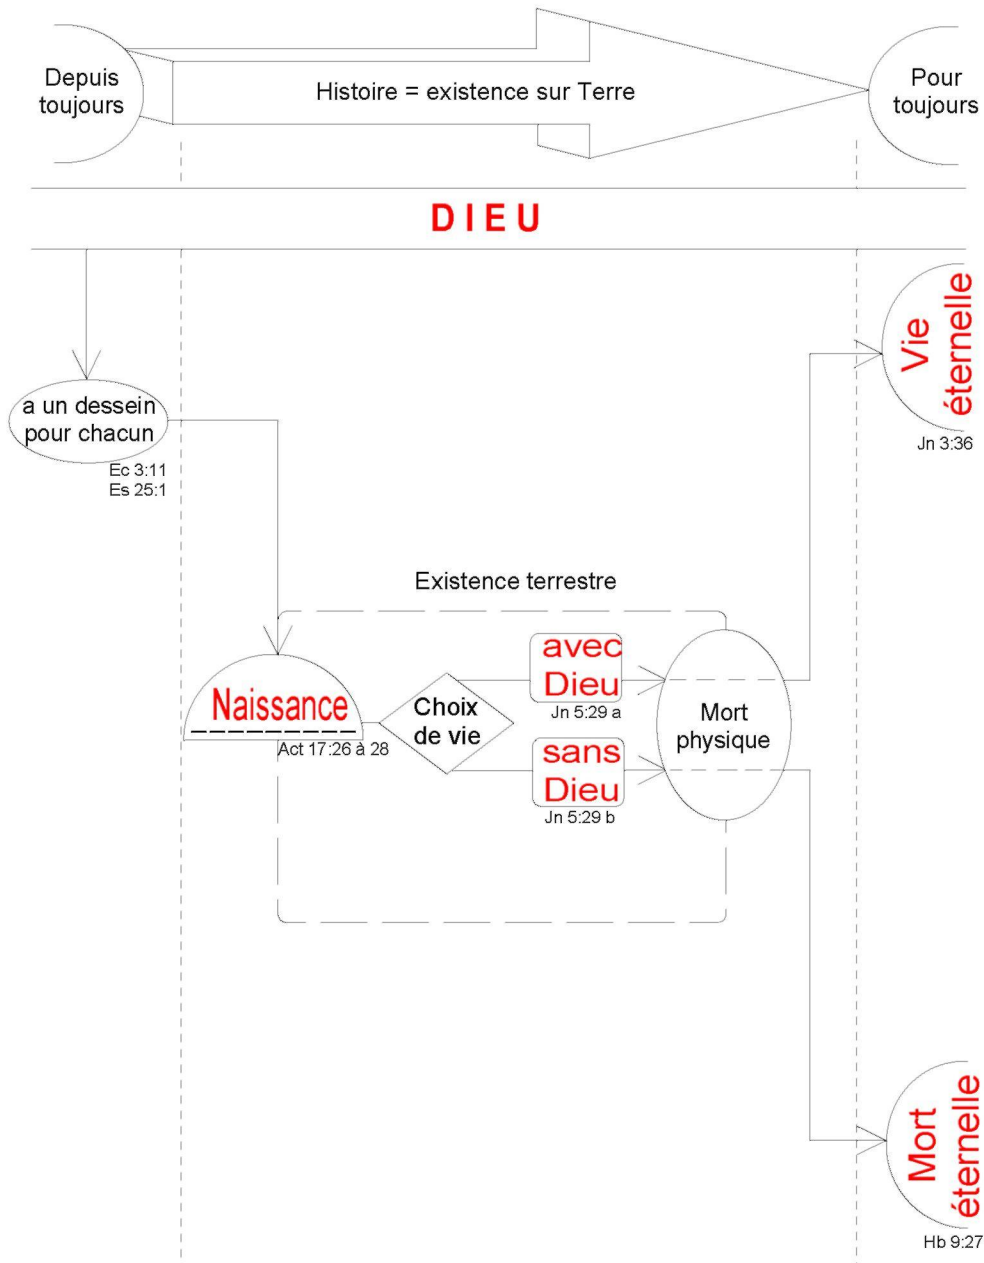 Depuis
toujours
Histoire = existence sur Terre
Pour
toujours
DIEU
Vie
éternelle
Jn 3:36
a un dessein
pour chacun
Ec 3:11
Es 25:1
Existence terrestre
Naissance
Act 17:26 à 28
Choix
de vie
avec
Dieu
Jn 5:29 a
sans
Dieu
Jn 5:29 b
Mort
physique
Mort
éternelle
Hb 9:27